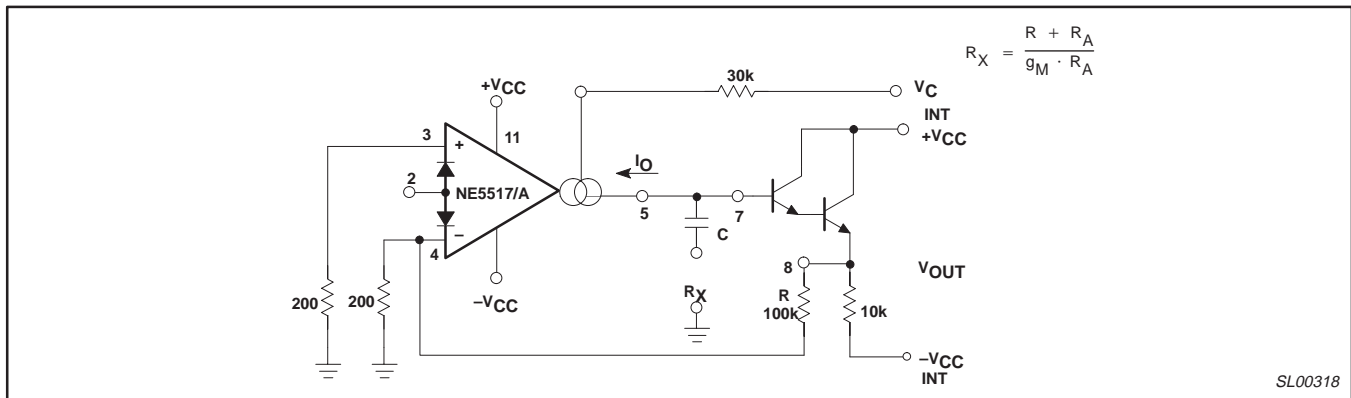 R + RA
RX =
gM · RA
30k
VC
INT
+VCC
+VCC
3
11
+
IO
2
NE5517/A
5
7
C
–
4
–VCC
8
VOUT
RX
R
100k
10k
200
200
–VCC
INT
SL00318